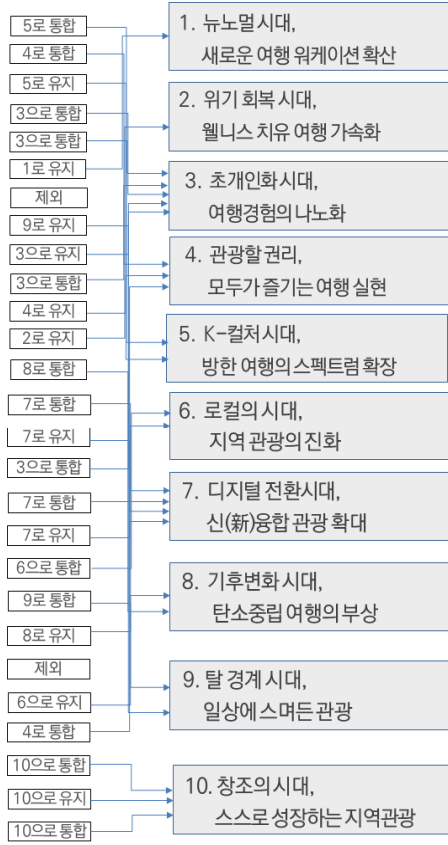 5로 통합
4로 통합
5로 유지
3으로 통합
3으로 통합
1로 유지
제외
9로 유지
3으로 유지
3으로 통합
4로 유지
2로 유지
8로 통합
7로 통합
7로 유지
3으로 통합
7로 통합
7로 유지
6으로 통합
9로 통합
8로 유지
제외
6으로 유지
4로 통합
10으로 통합
10으로 유지
10으로 통합
1. 뉴노멀 시대,
새로운 여행 워케이션 확산
2. 위기 회복 시대,
웰니스 치유 여행 가속화
3. 초개인화 시대,
여행경험의 나노화
4. 관광할 권리,
모두가 즐기는 여행 실현
5. K-컬처 시대,
방한 여행의 스펙트럼 확장
6. 로컬의 시대,
지역 관광의 진화
7. 디지털 전환시대,
신(新)융합 관광 확대
8. 기후변화 시대,
탄소중립 여행의 부상
9. 탈 경계 시대,
일상에 스며든 관광
10. 창조의 시대,
스스로 성장하는 지역관광